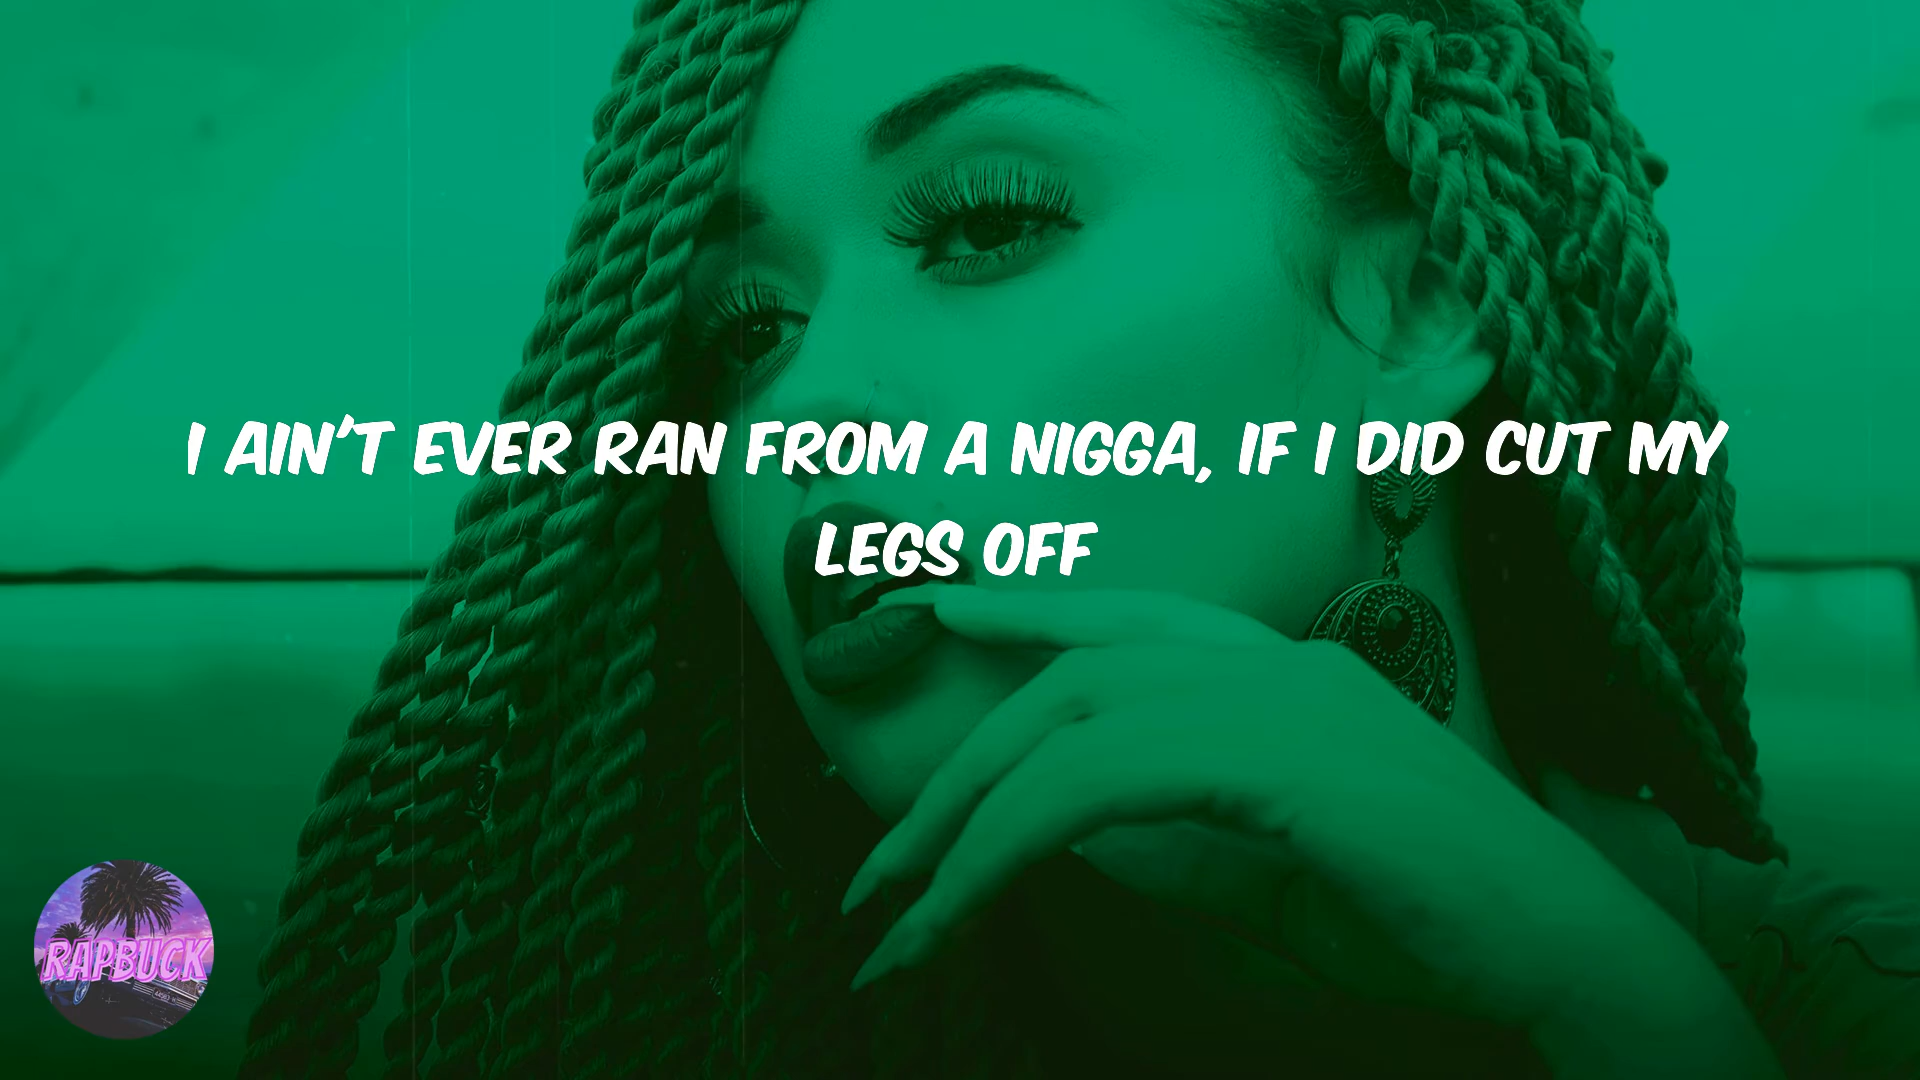 I AIN'T EVER RAN FROM A NIGGA, IF I DID CUT MY
LEGS OFF
RAPBUCK